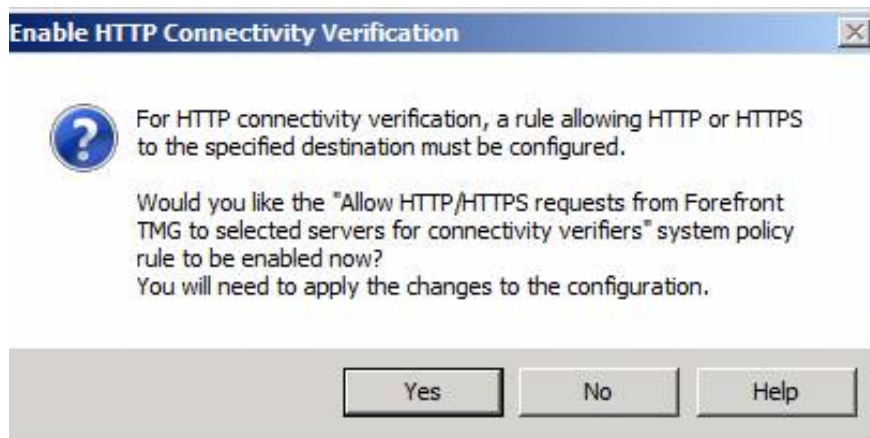 Enable HTTP Connectivity Verification
For HTTP connectivity verification, a rule allowing HTTP or HTTPS
to the specified destination must be configured.
Would you like the "Allow HTTP/HTTPS requests from Forefront
TMG to selected servers for connectivity verifiers" system policy
rule to be enabled now?
You will need to apply the changes to the configuration.
Yes No Help